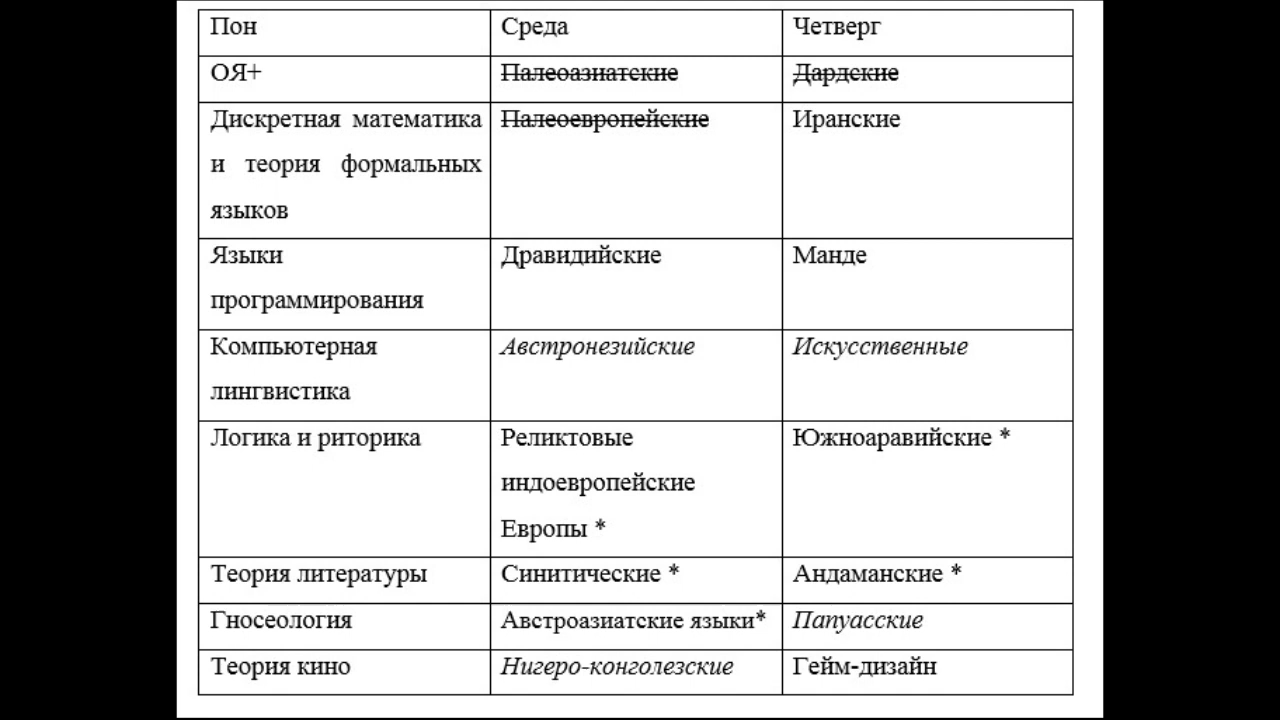 Пон Среда Четверг
ОЯ+ Палеоазиатские Дардские
Дискретная математика Палеоевропейские Иранские
и теория формальных
языков
Языки Дравидийские Манде
программирования
Компьютерная Австронезийские Искусственные
лингвистика
Логика и риторика Реликтовые Южноаравийские *
индоевропейские
Европы *
Теория литературы Синитические * Андаманские *
Гносеология Австроазиатские языки* Папуасские
Теория кино Нигеро-конголезские Гейм-дизайн